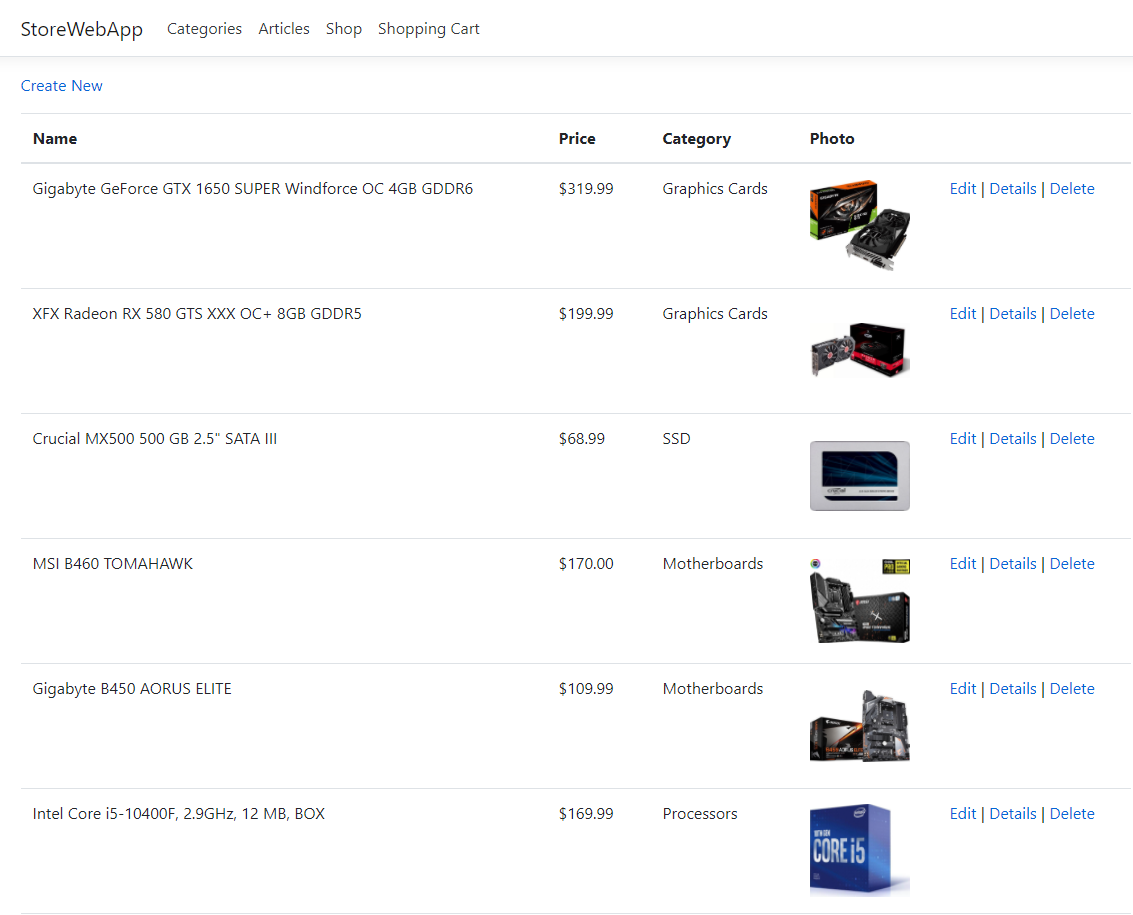 StoreWebApp Categories Articles Shop Shopping Cart
Create New
Name Price Category Photo
Gigabyte GeForce GTX 1650 SUPER Windforce OC 4GB GDDR6 $319.99 Graphics Cards Edit | Details | Delete
XFX Radeon RX 580 GTS XXX OC+ 8GB GDDR5 $199.99 Graphics Cards Edit | Details | Delete
Crucial MX500 500 GB 2.5" SATA III $68.99 SSD Edit | Details | Delete
crucial
MSI B460 TOMAHAWK $170.00 Motherboards Edit | Details | Delete
Gigabyte B450 AORUS ELITE $109.99 Motherboards Edit | Details | Delete
Intel Core i5-10400F, 2.9GHz, 12 MB, BOX $169.99 Processors Edit | Details | Delete
intel
CORE i5